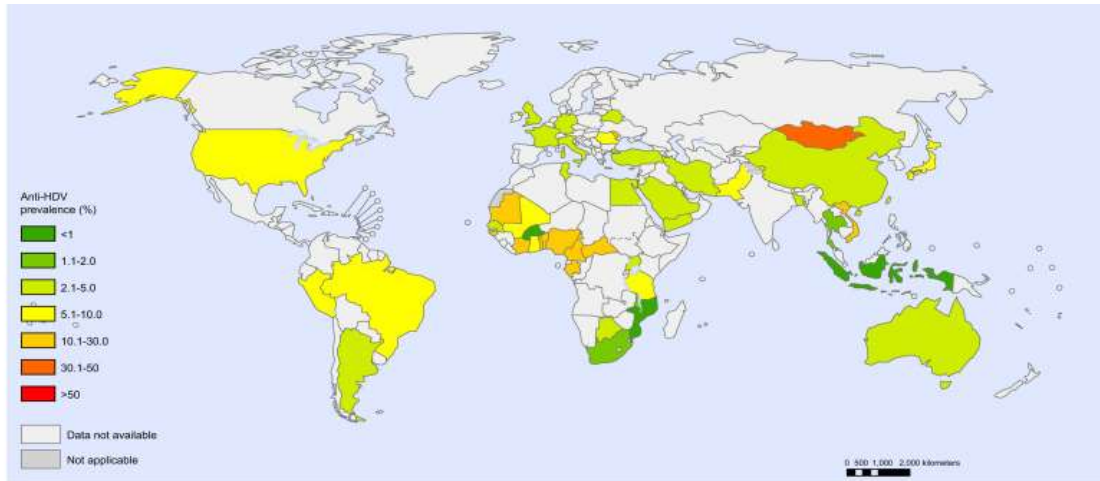 Anti-HDV
prevalence (%)
<1
1.1-2.0
2.1-5.0
5.1-10.0
10.1-30.0
30.1-50
>50
Data not available
Not applicable
0 500 1,000 2,000 kilometers